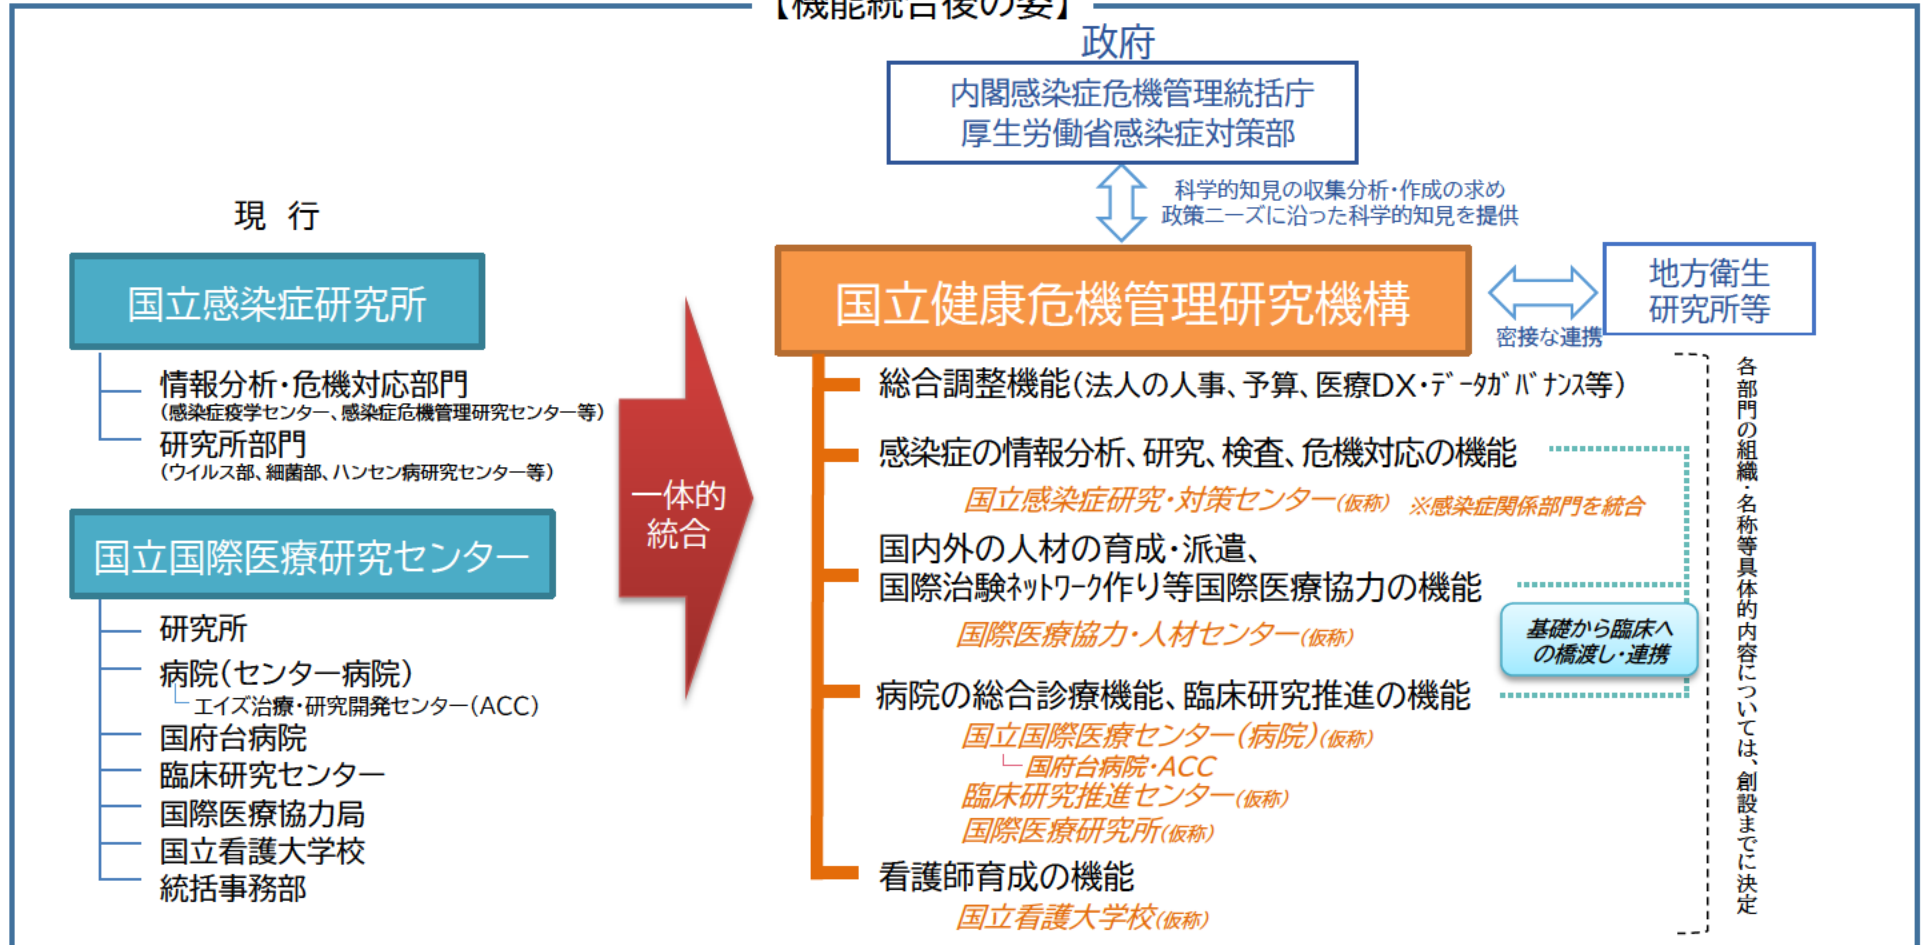 【機能統合後の姿】
政府
内閣感染症危機管理統括庁
厚生労働省感染症対策部
科学的知見の収集分析・作成の求め
政策ニーズに沿った科学的知見を提供
現 行
国立感染症研究所
情報分析・危機対応部門
（感染症疫学センター、感染症危機管理研究センター等）
研究所部門
（ウイルス部、細菌部、ハンセン病研究センター等）
国立国際医療研究センター
研究所
病院（センター病院）
エイズ治療・研究開発センター（ACC）
国府台病院
臨床研究センター
国際医療協力局
国立看護大学校
統括事務部
一体的
統合
国立健康危機管理研究機構
密接な連携
地方衛生
研究所等
総合調整機能（法人の人事、予算、医療DX・ﾃﾞｰﾀｶﾞﾊﾞﾅﾝｽ等）
感染症の情報分析、研究、検査、危機対応の機能
国立感染症研究・対策センター（仮称） ※感染症関係部門を統合
国内外の人材の育成・派遣、
国際治験ﾈｯﾄﾜｰｸ作り等国際医療協力の機能
国際医療協力・人材センター（仮称）
基礎から臨床へ
の橋渡し・連携
病院の総合診療機能、臨床研究推進の機能
国立国際医療センター（病院）（仮称）
国府台病院・ACC
臨床研究推進センター（仮称）
国際医療研究所（仮称）
看護師育成の機能
国立看護大学校（仮称）
各部門の組織・名称等具体的内容については、創設までに決定